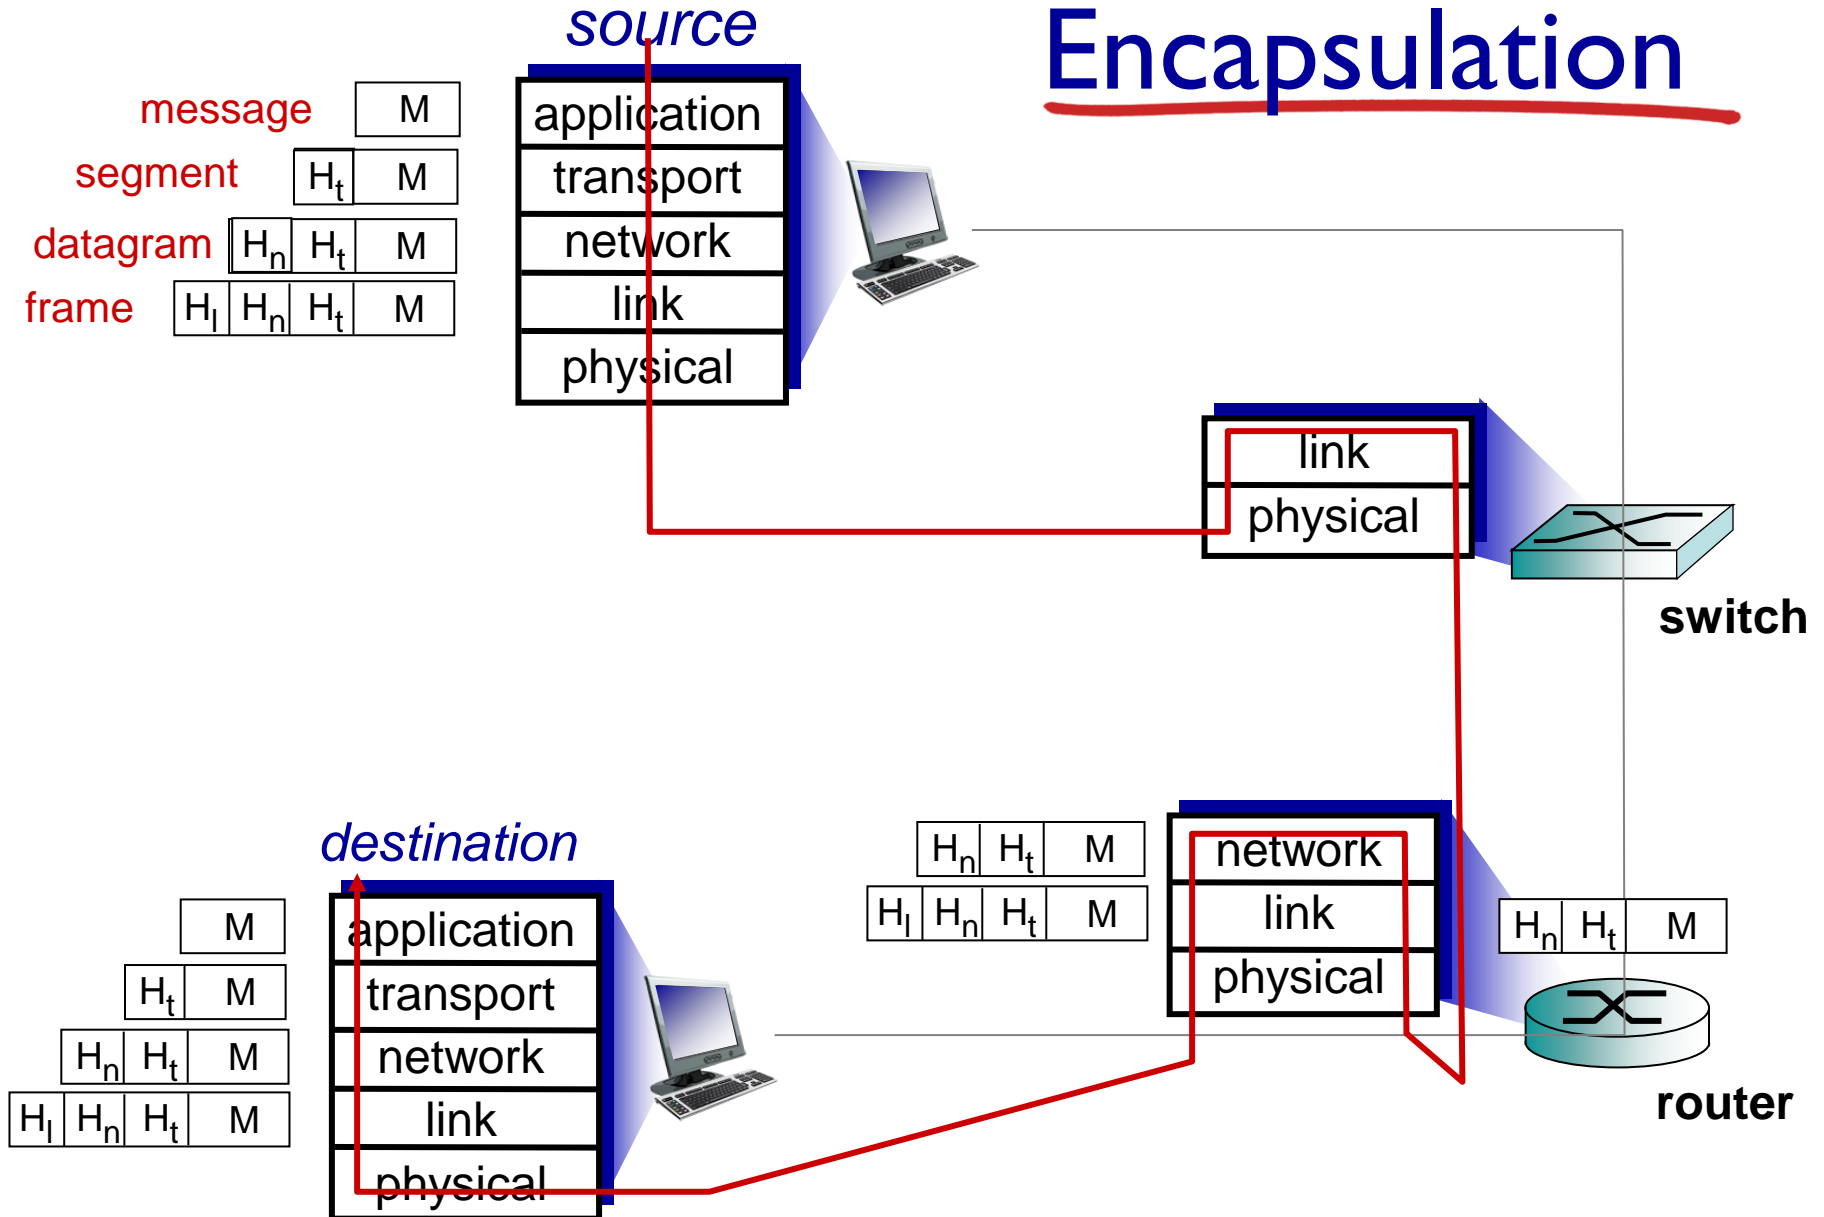 source
Encapsulation
message M
application
segment Ht M
transport
datagram Hn Ht M
network
frame Hl Hn Ht M
link
physical
link
physical
switch
destination
Hn Ht M
network
Hl Hn Ht M
link
Hn Ht M
physical
router
M
application
Ht M
transport
Hn Ht M
network
Hl Hn Ht M
link
physical